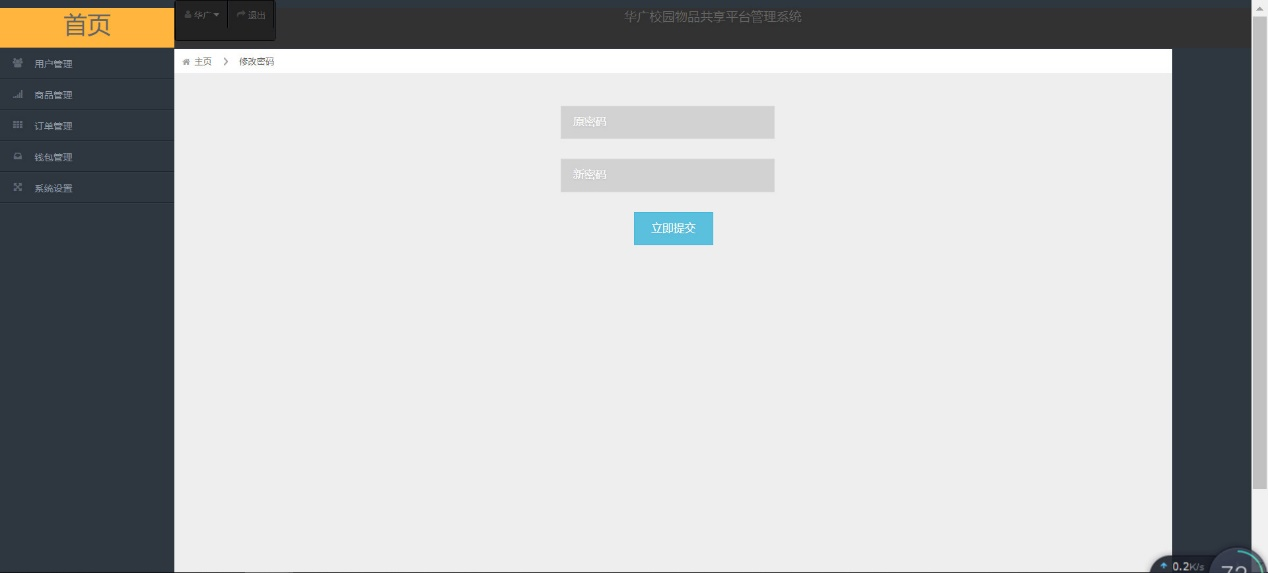 首页
华广
退出
华广校园物品共享平台管理系统
用户管理
商品管理
订单管理
钱包管理
系统设置
主页 > 修改密码
原密码
新密码
立即提交
0.2K/s